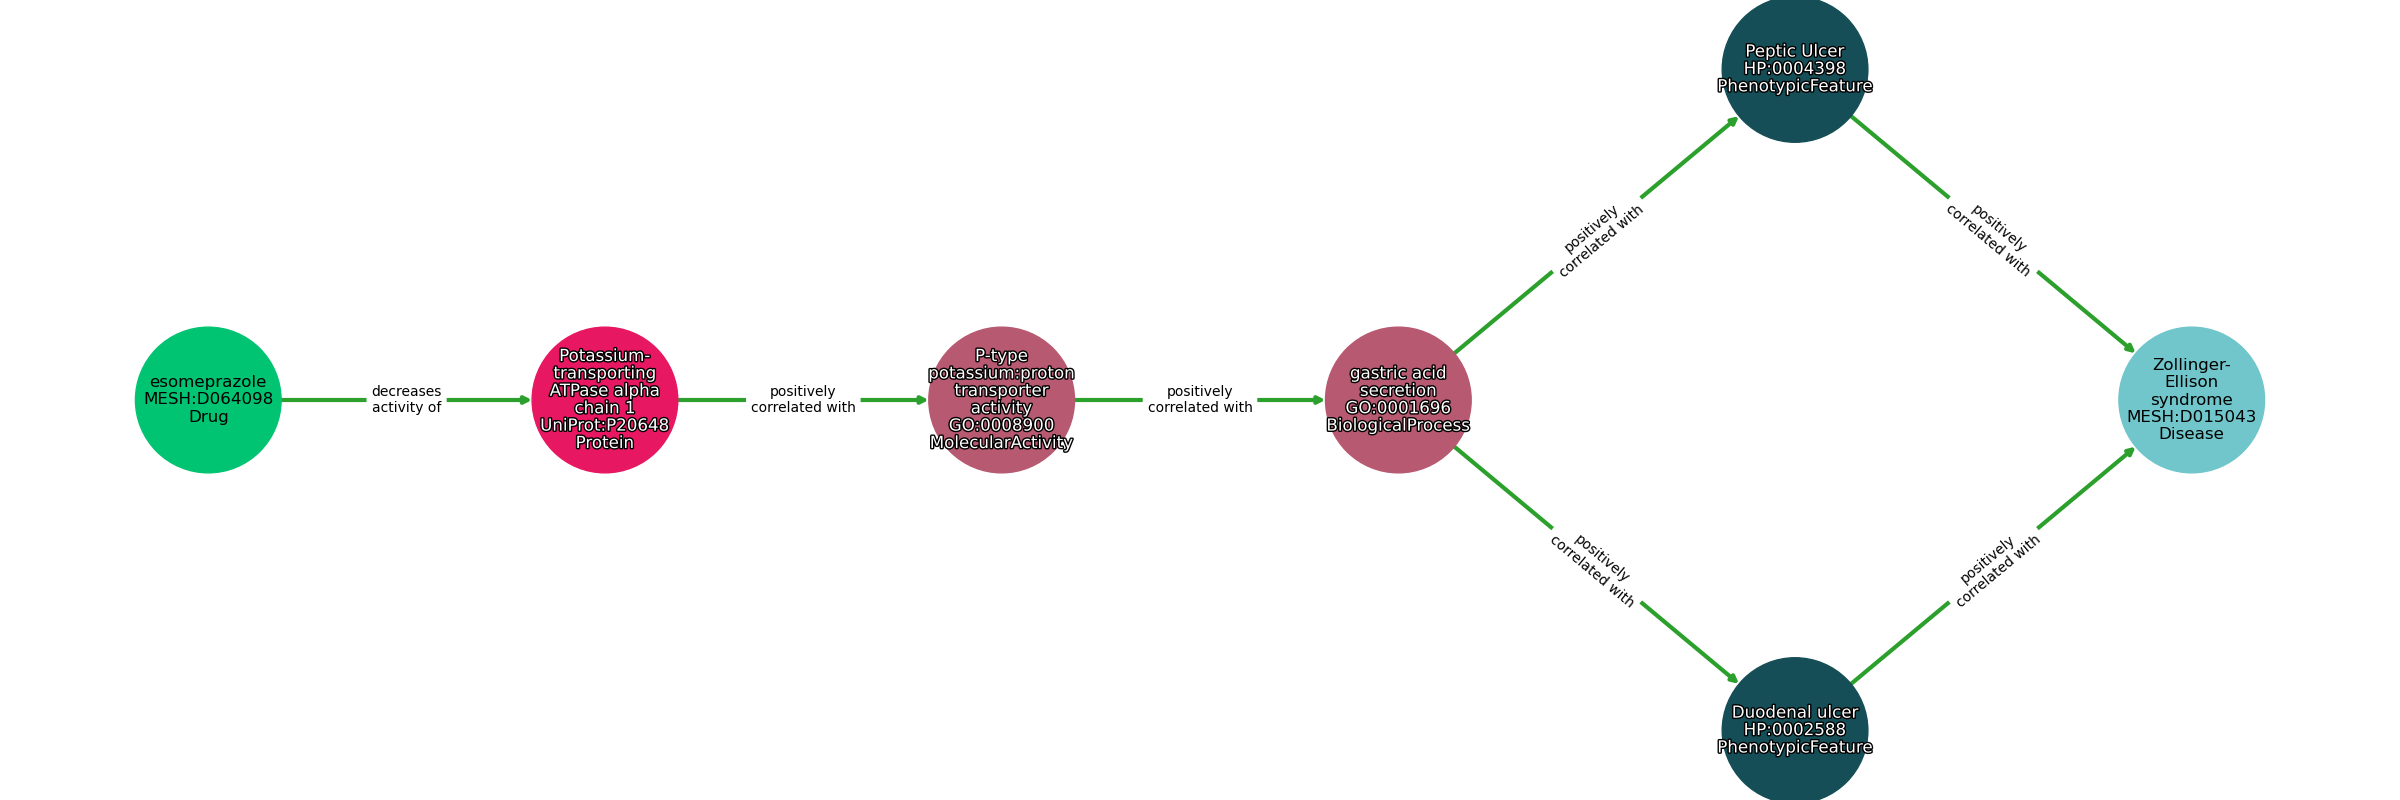 esomeprazole
MESH:D064098
Drug
decreases
activity of
Potassium-
transporting
ATPase alpha
chain 1
UniProt:P20648
Protein
positively
correlated with
P-type
potassium:proton
transporter
activity
GO:0008900
MolecularActivity
positively
correlated with
gastric acid
secretion
GO:0001696
BiologicalProcess
positively
correlated with
Peptic Ulcer
HP:0004398
PhenotypicFeature
positively
correlated with
positively
correlated with
Duodenal ulcer
HP:0002588
PhenotypicFeature
positively
correlated with
Zollinger-
Ellison
syndrome
MESH:D015043
Disease